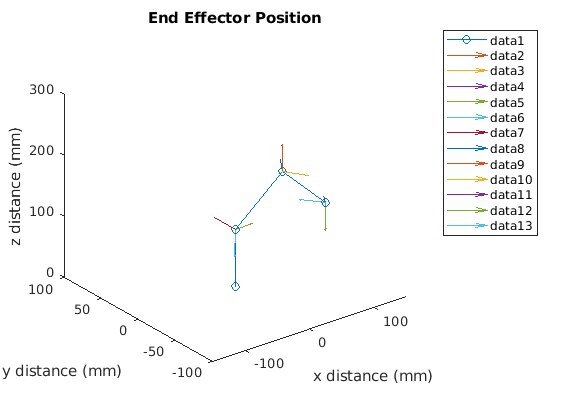 End Effector Position
data1
data2
data3
data4
data5
data6
data7
data8
data9
data10
data11
data12
data13
z distance (mm)
300
200
100
0
100
50
0
-50
-100
y distance (mm)
-100
0
100
x distance (mm)